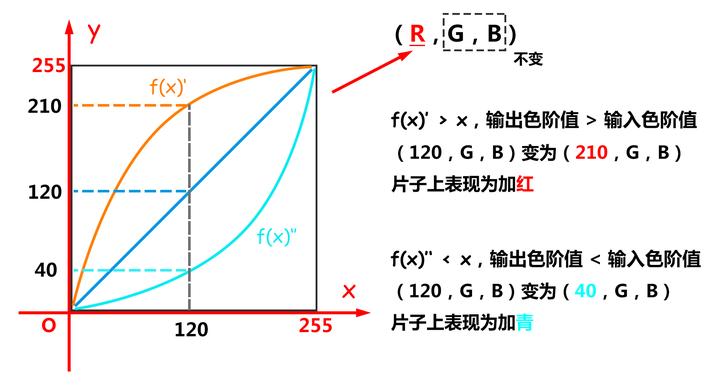 y
255
210
120
40
O
120
255
x
f(x)'
f(x)''
（R，G，B）
不变
f(x)' > x，输出色阶值 > 输入色阶值
（120，G，B）变为（210，G，B）
片子上表现为加红
f(x)'' < x，输出色阶值 < 输入色阶值
（120，G，B）变为（40，G，B）
片子上表现为加青